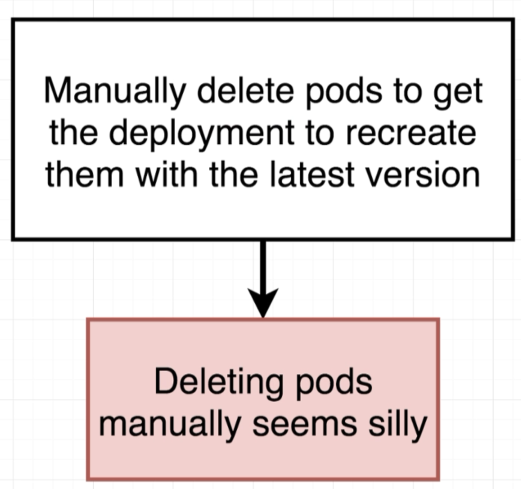 Manually delete pods to get
the deployment to recreate
them with the latest version
Deleting pods
manually seems silly